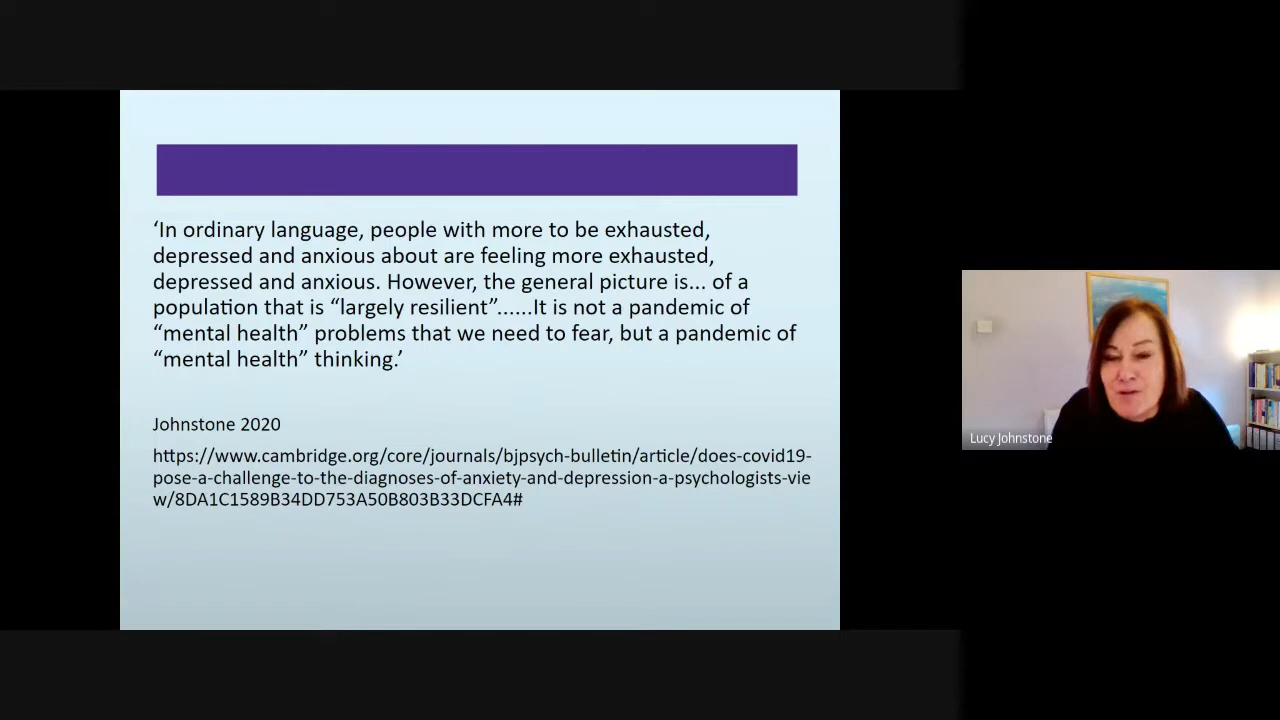 ‘In ordinary language, people with more to be exhausted,
depressed and anxious about are feeling more exhausted,
depressed and anxious. However, the general picture is... of a
population that is “largely resilient”......It is not a pandemic of
“mental health” problems that we need to fear, but a pandemic of
“mental health” thinking.’
Johnstone 2020
https://www.cambridge.org/core/journals/bjpsych-bulletin/article/does-covid19-
pose-a-challenge-to-the-diagnoses-of-anxiety-and-depression-a-psychologists-vie
w/8DA1C1589B34DD753A50B803B33DCFA4#
Lucy Johnstone